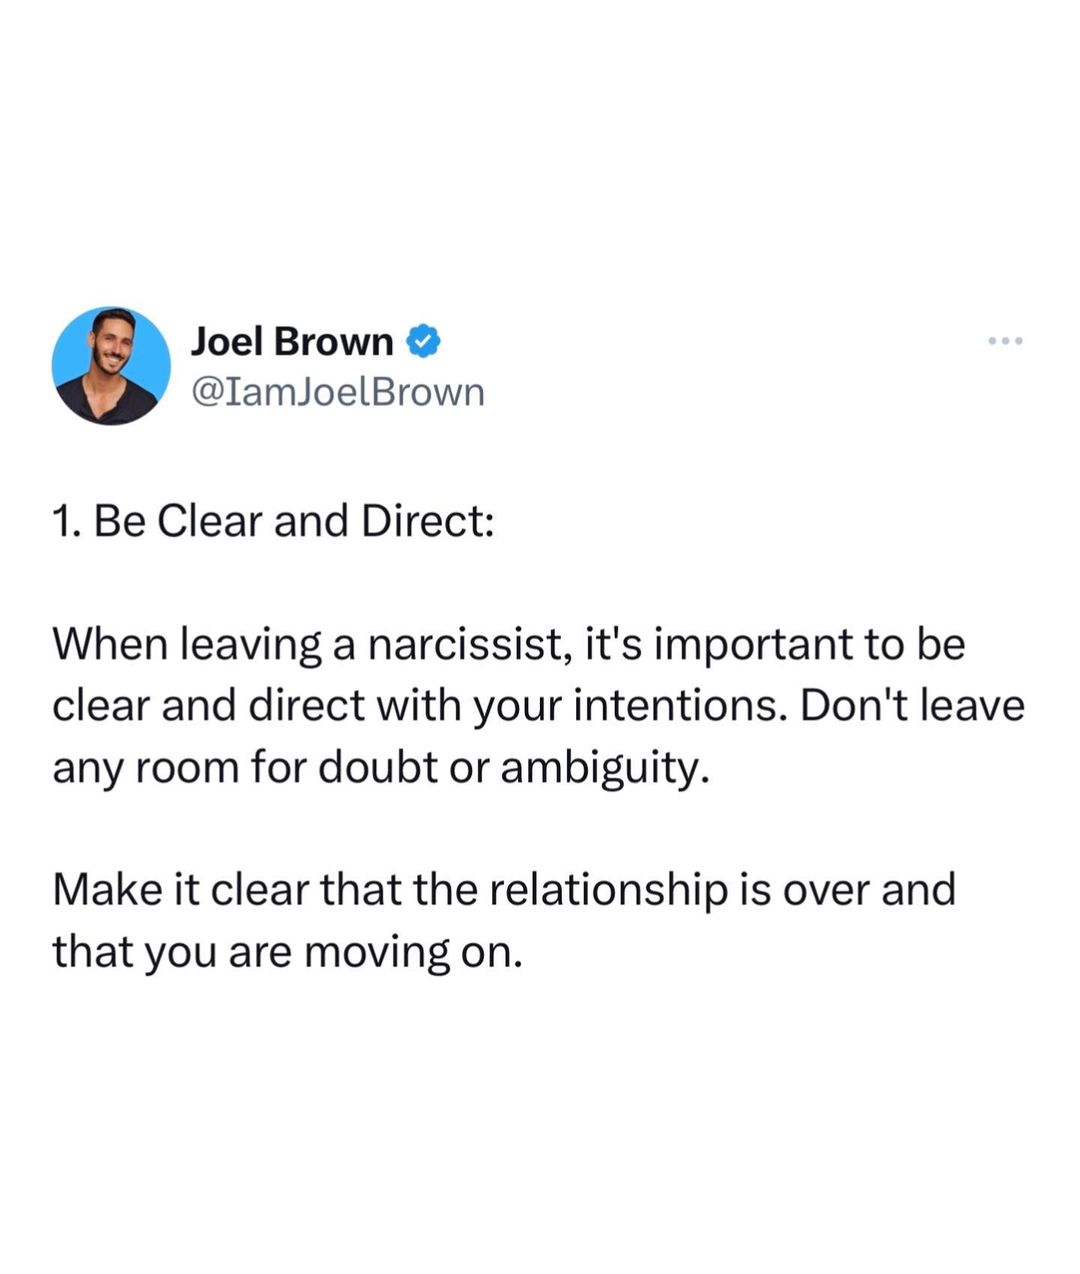 Joel Brown
@IamJoelBrown
1. Be Clear and Direct:
When leaving a narcissist, it's important to be
clear and direct with your intentions. Don't leave
any room for doubt or ambiguity.
Make it clear that the relationship is over and
that you are moving on.